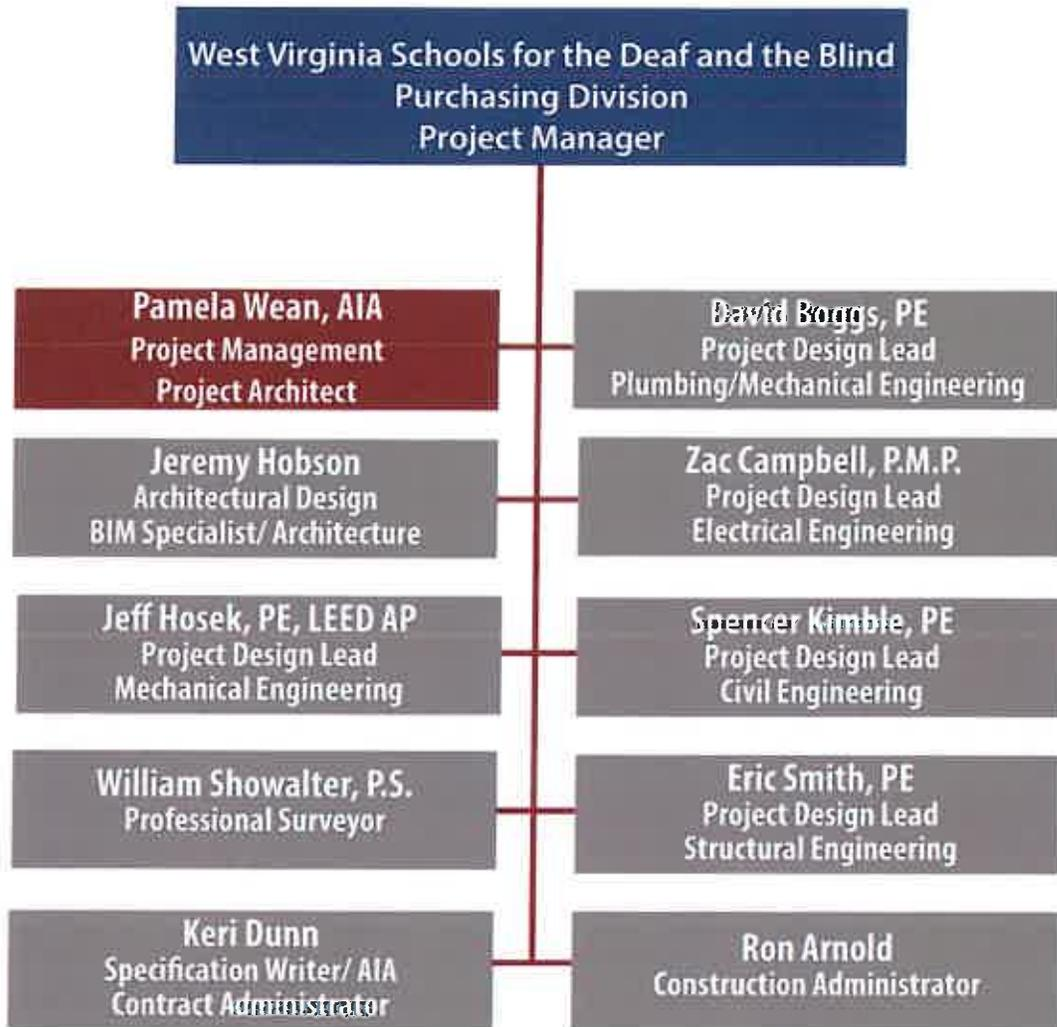 West Virginia Schools for the Deaf and the Blind
Purchasing Division
Project Manager
Pamela Wean, AIA
Project Management
Project Architect
David Boggs, PE
Project Design Lead
Plumbing/Mechanical Engineering
Jeremy Hobson
Architectural Design
BIM Specialist/ Architecture
Zac Campbell, P.M.P.
Project Design Lead
Electrical Engineering
Jeff Hosek, PE, LEED AP
Project Design Lead
Mechanical Engineering
Spencer Kimble, PE
Project Design Lead
Civil Engineering
William Showalter, P.S.
Professional Surveyor
Eric Smith, PE
Project Design Lead
Structural Engineering
Keri Dunn
Specification Writer/ AIA
Contract Administrator
Ron Arnold
Construction Administrator